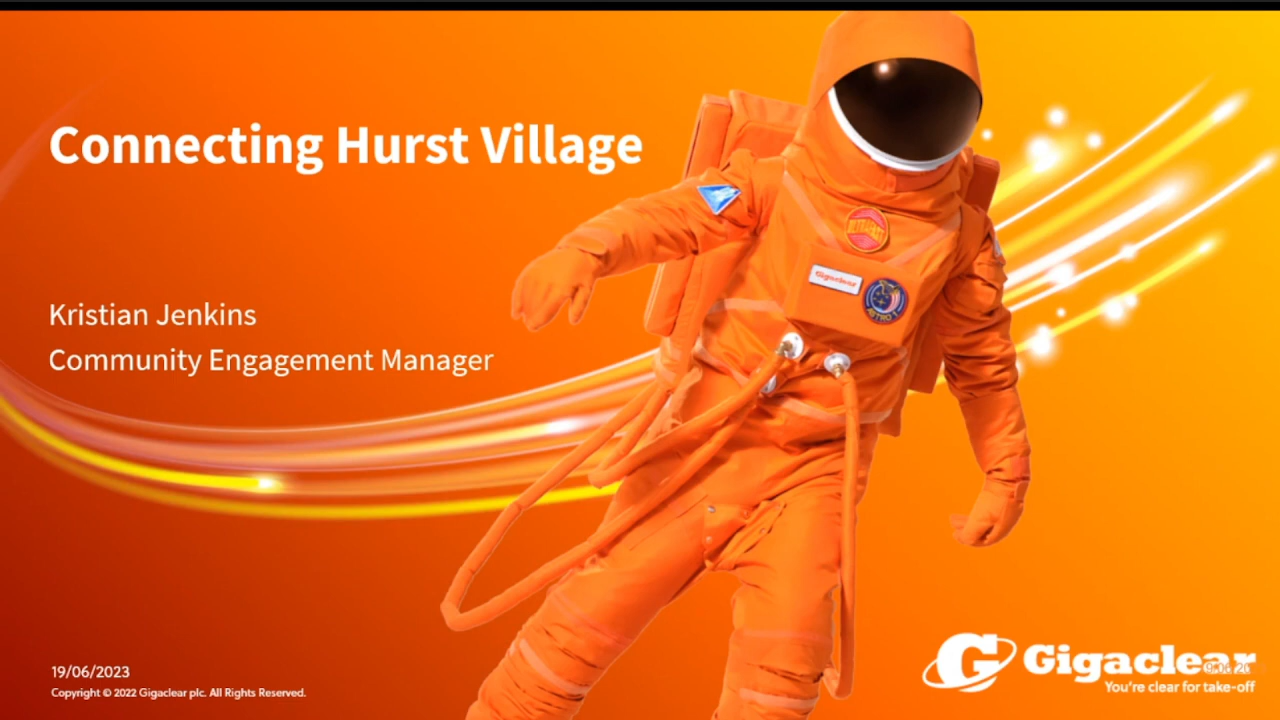 Connecting Hurst Village
Kristian Jenkins
Community Engagement Manager
Gigaclear
19/06/2023
Copyright © 2022 Gigaclear plc. All Rights Reserved.
Gigaclear
You're clear for take-off